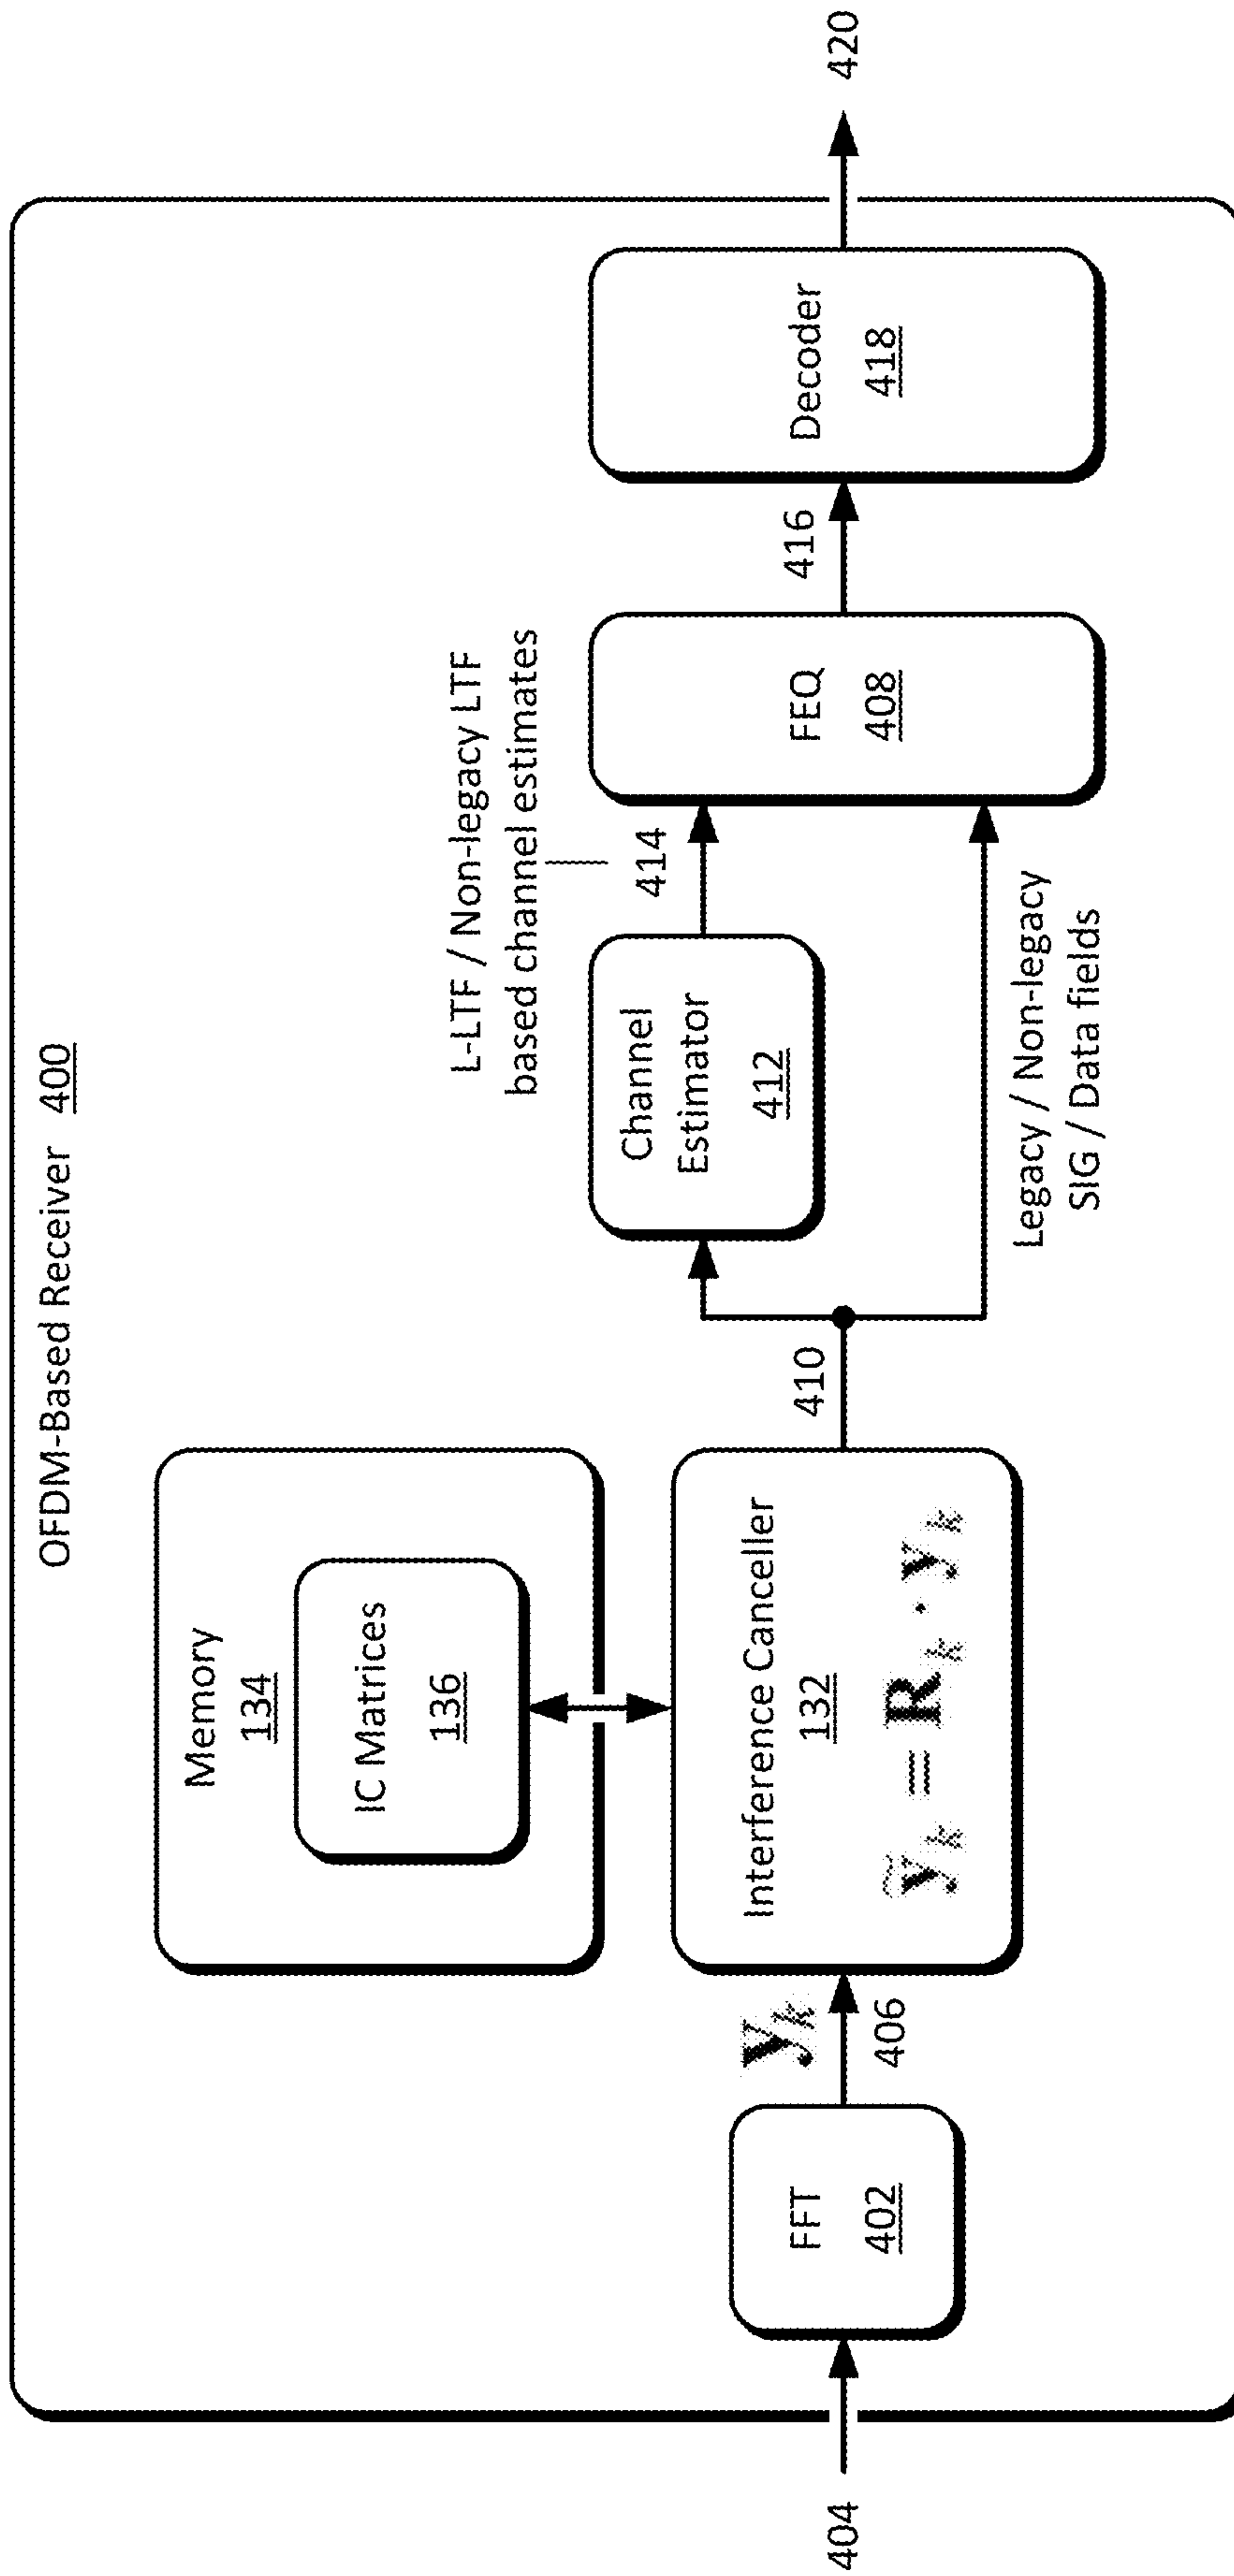 OFDM-Based Receiver 400
Memory
134
IC Matrices
136
404
FFT
402
yₖ
406
Interference Canceller
132
ỹₖ = Rₖ · yₖ
410
Channel
Estimator
412
L-LTF / Non-legacy LTF
based channel estimates
414
Legacy / Non-legacy
SIG / Data fields
FEQ
408
416
Decoder
418
420